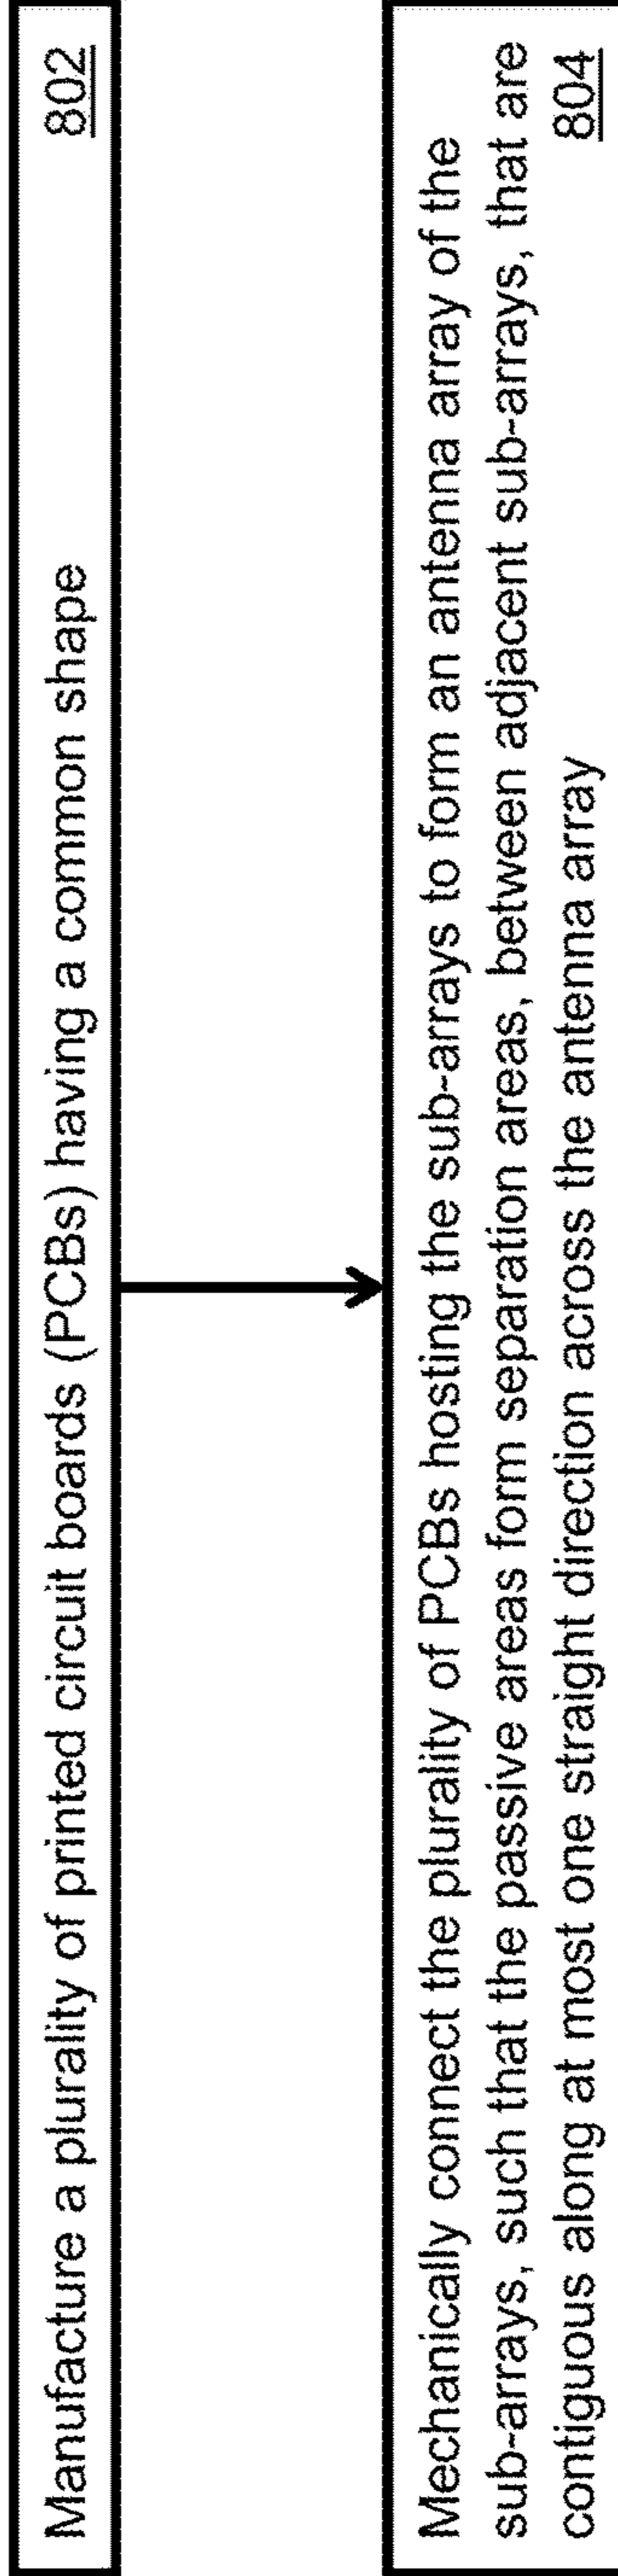 Manufacture a plurality of printed circuit boards (PCBs) having a common shape 802
Mechanically connect the plurality of PCBs hosting the sub-arrays to form an antenna array of the
sub-arrays, such that the passive areas form separation areas, between adjacent sub-arrays, that are
contiguous along at most one straight direction across the antenna array 804